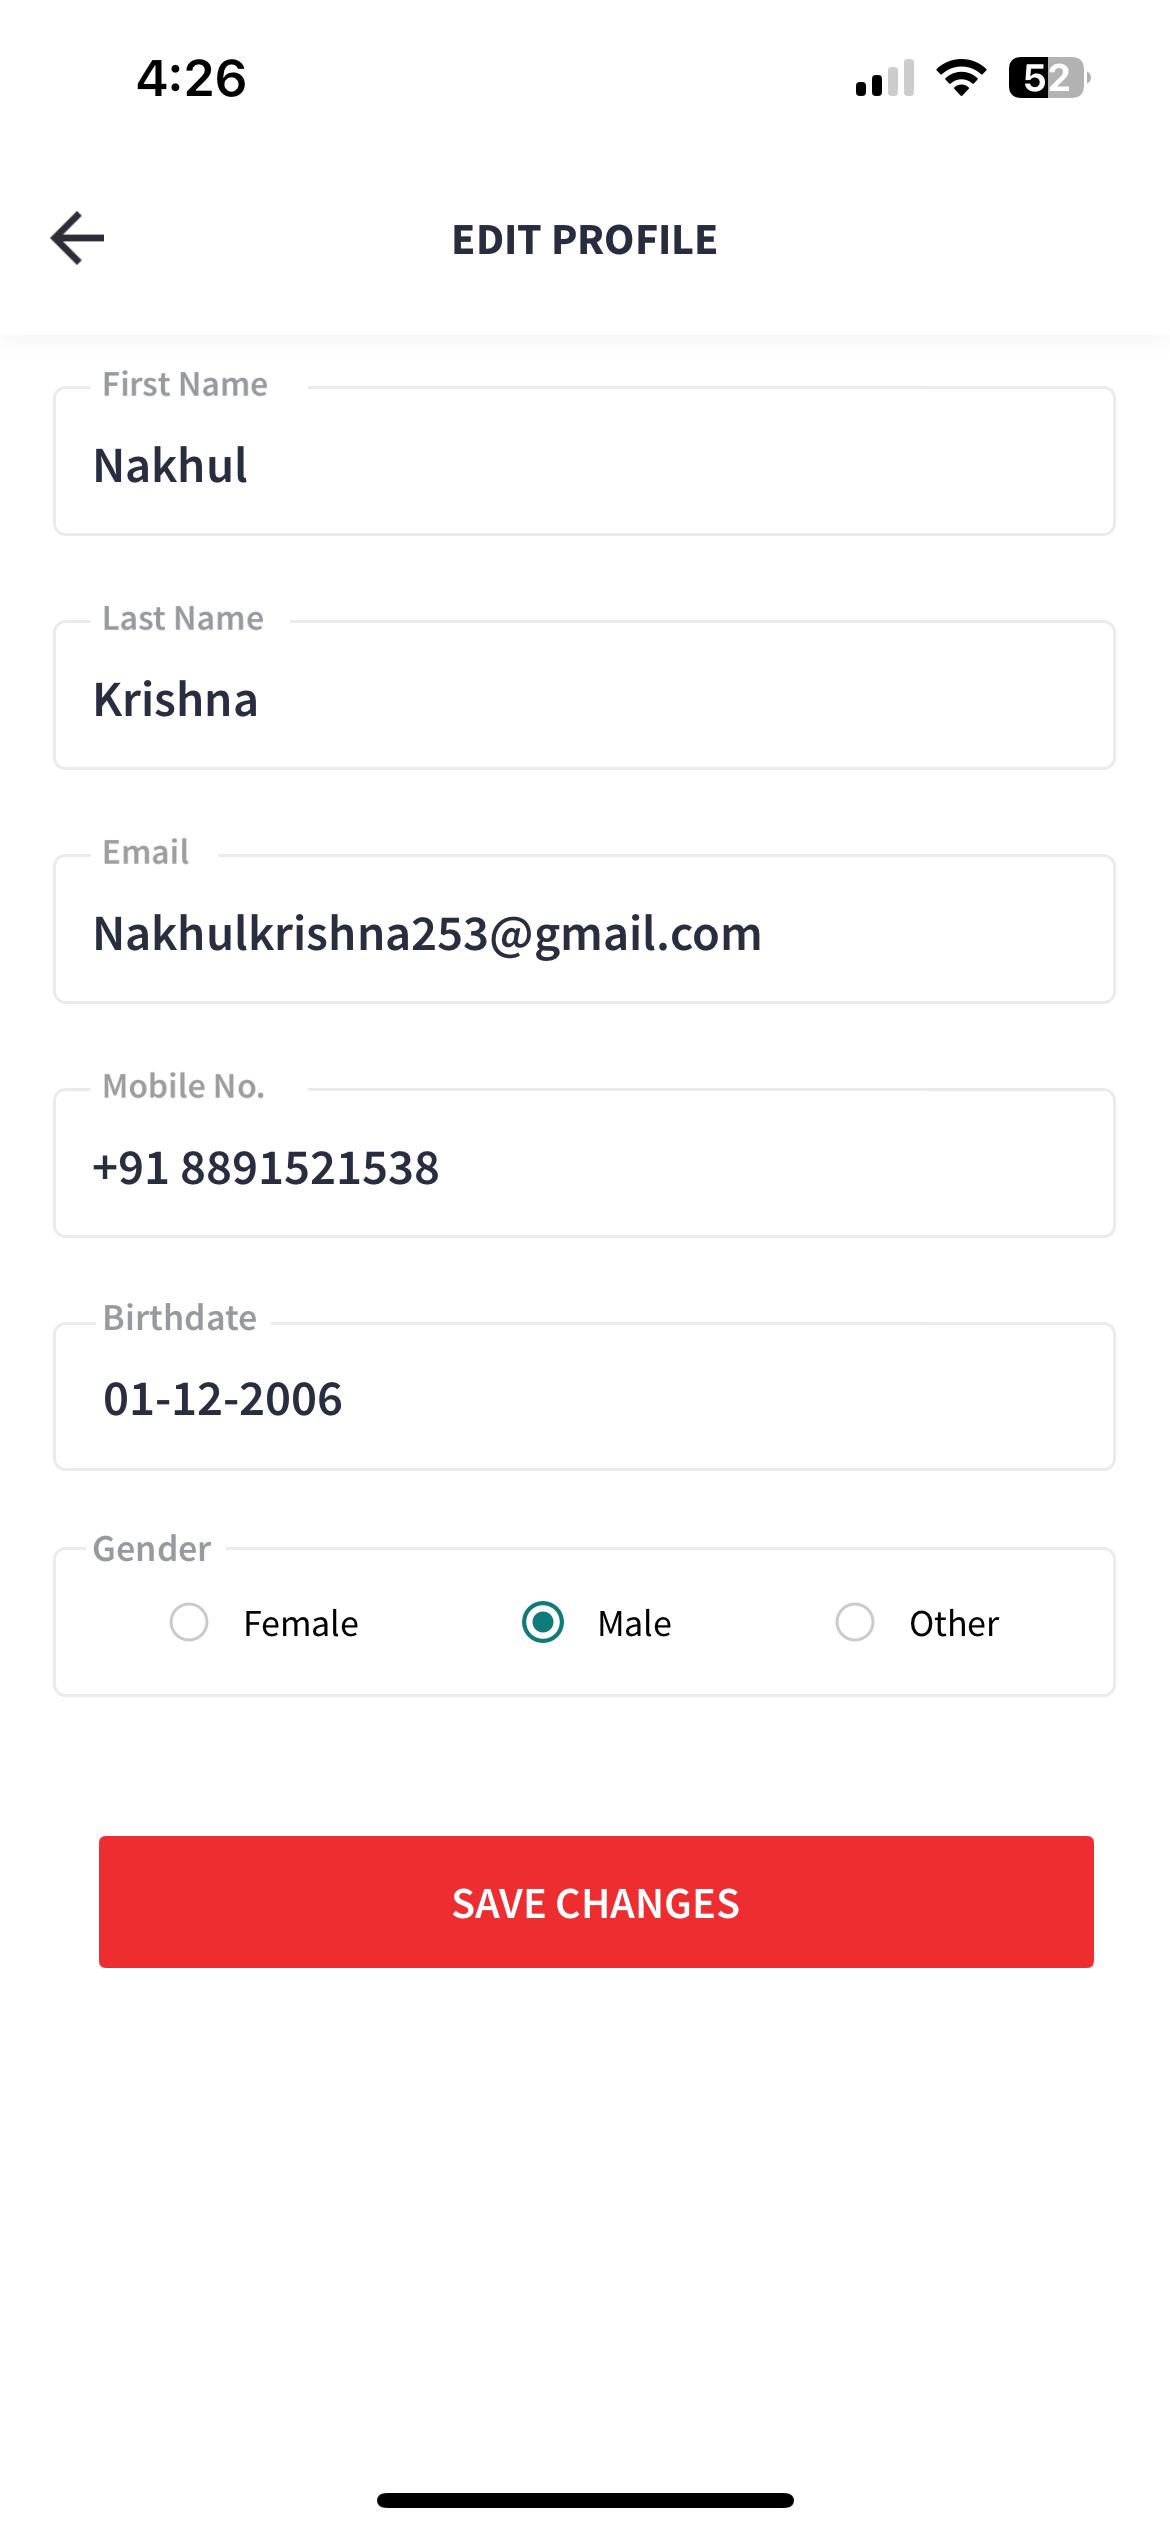 4:26
52
EDIT PROFILE
First Name
Nakhul
Last Name
Krishna
Email
Nakhulkrishna253@gmail.com
Mobile No.
+91 8891521538
Birthdate
01-12-2006
Gender
Female Male Other
SAVE CHANGES